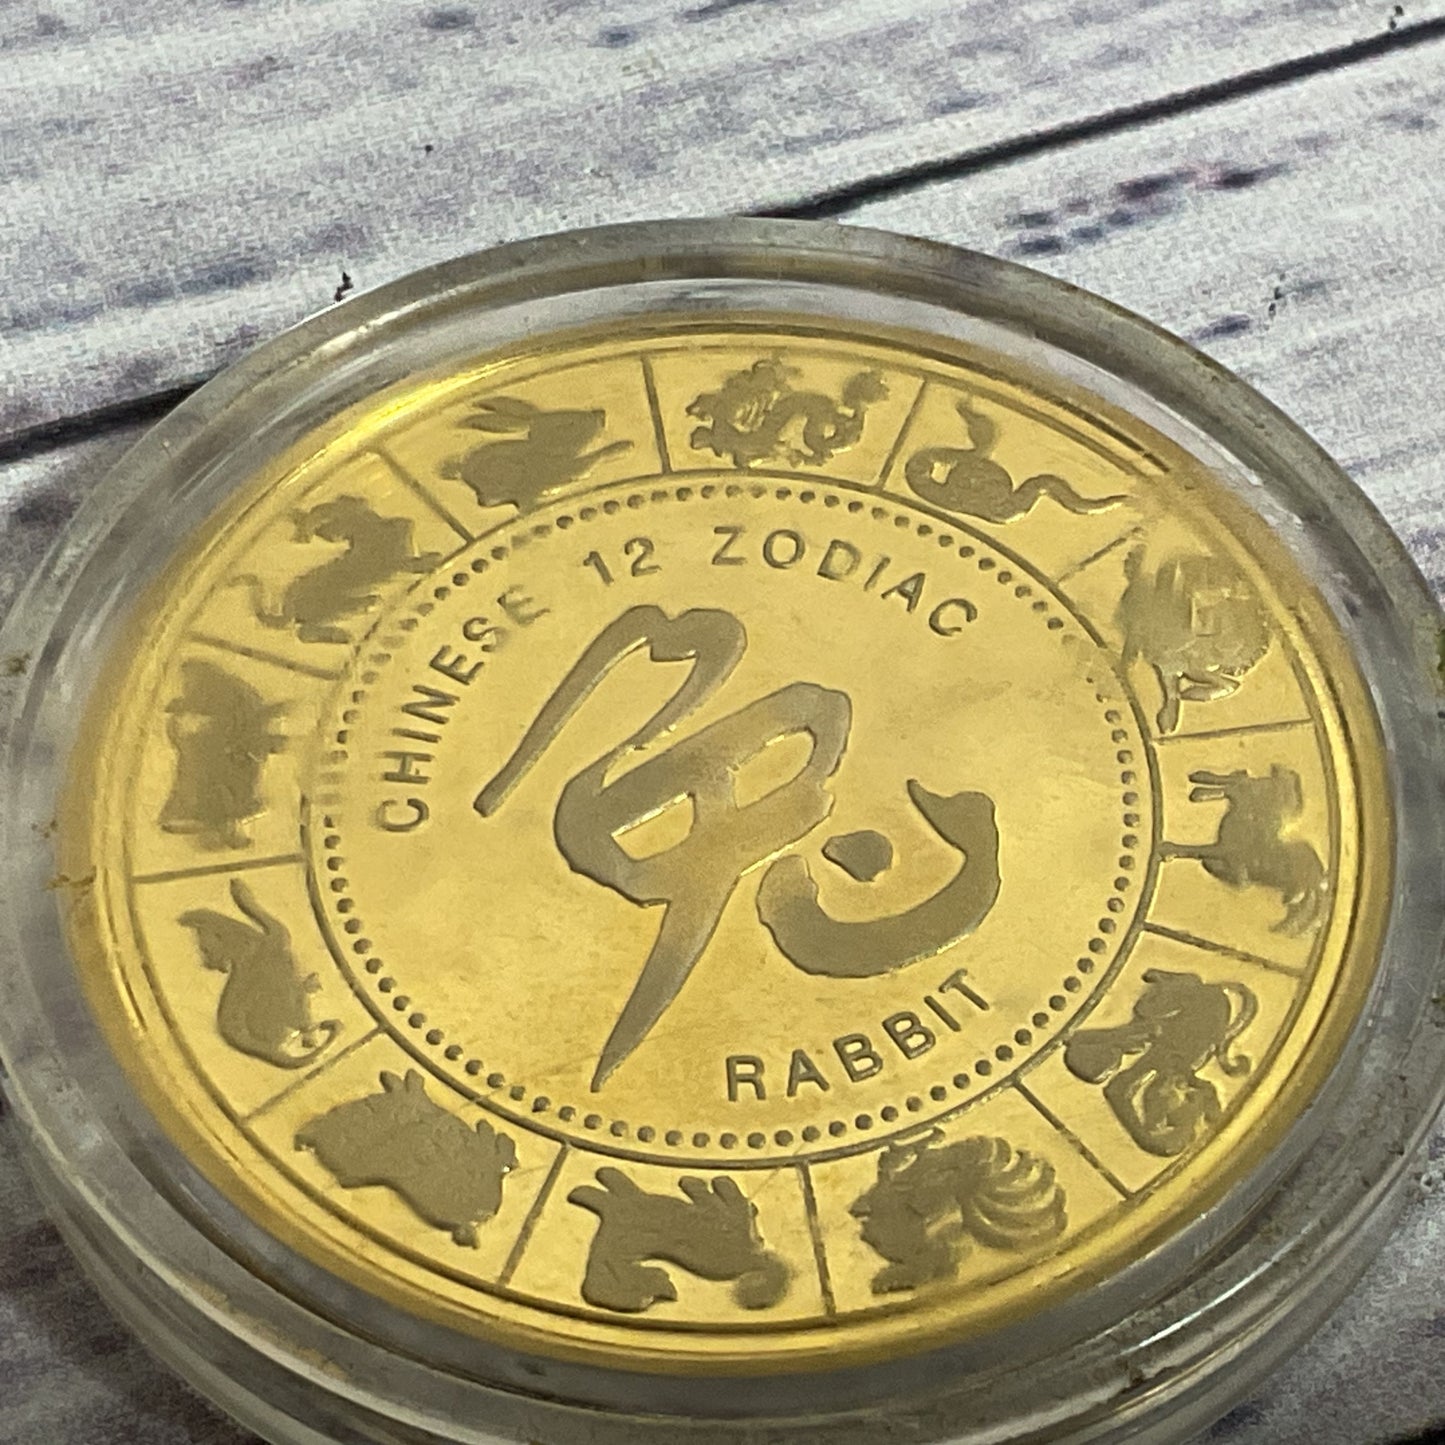 CHINESE 12 ZODIAC
兔
RABBIT